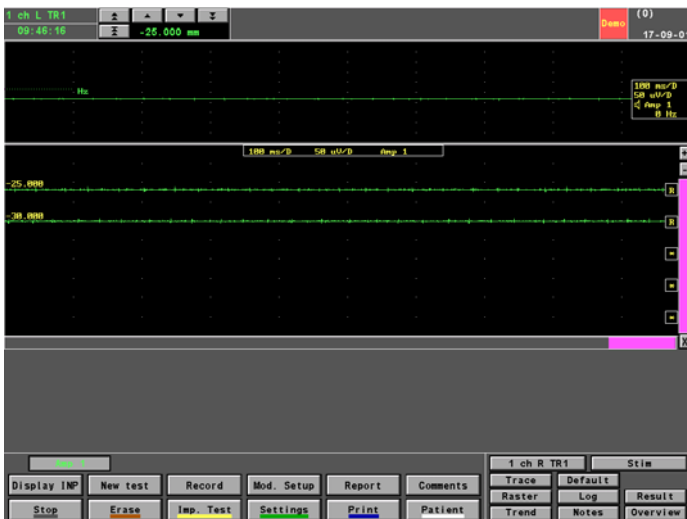 1 ch L TR1
09:46:16
-25.000 mm
Demo
(0)
17-09-0
Hz
100 ms/D
50 uV/D
Amp 1
0 Hz
100 ms/D 50 uV/D Amp 1
-25.000
R
-30.000
R
Amp 1
1 ch R TR1
Stim
Display INP
New test
Record
Mod. Setup
Report
Comments
Trace
Default
Raster
Log
Result
Stop
Erase
Imp. Test
Settings
Print
Patient
Trend
Notes
Overview